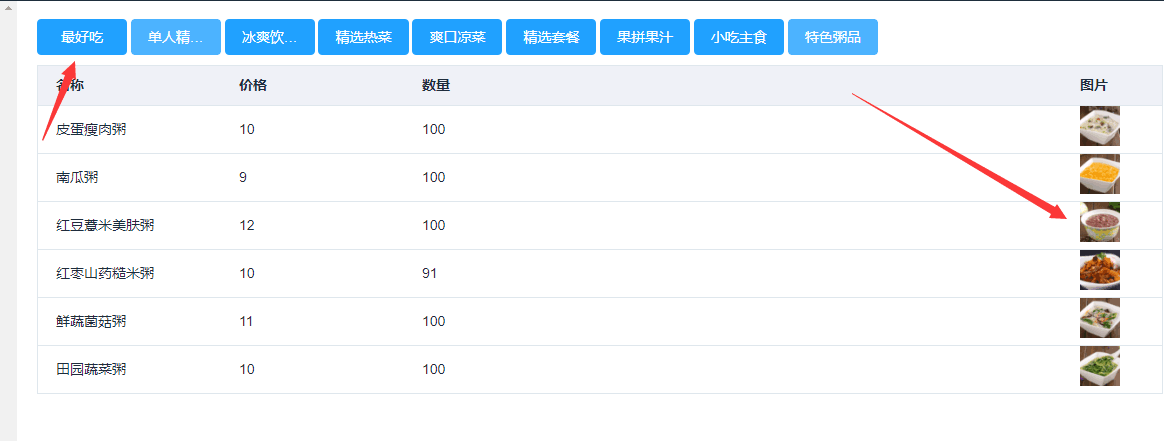 最好吃 单人精... 冰爽饮... 精选热菜 爽口凉菜 精选套餐 果拼果汁 小吃主食 特色粥品
名称 价格 数量 图片
皮蛋瘦肉粥 10 100
南瓜粥 9 100
红豆薏米美肤粥 12 100
红枣山药糙米粥 10 91
鲜蔬菌菇粥 11 100
田园蔬菜粥 10 100